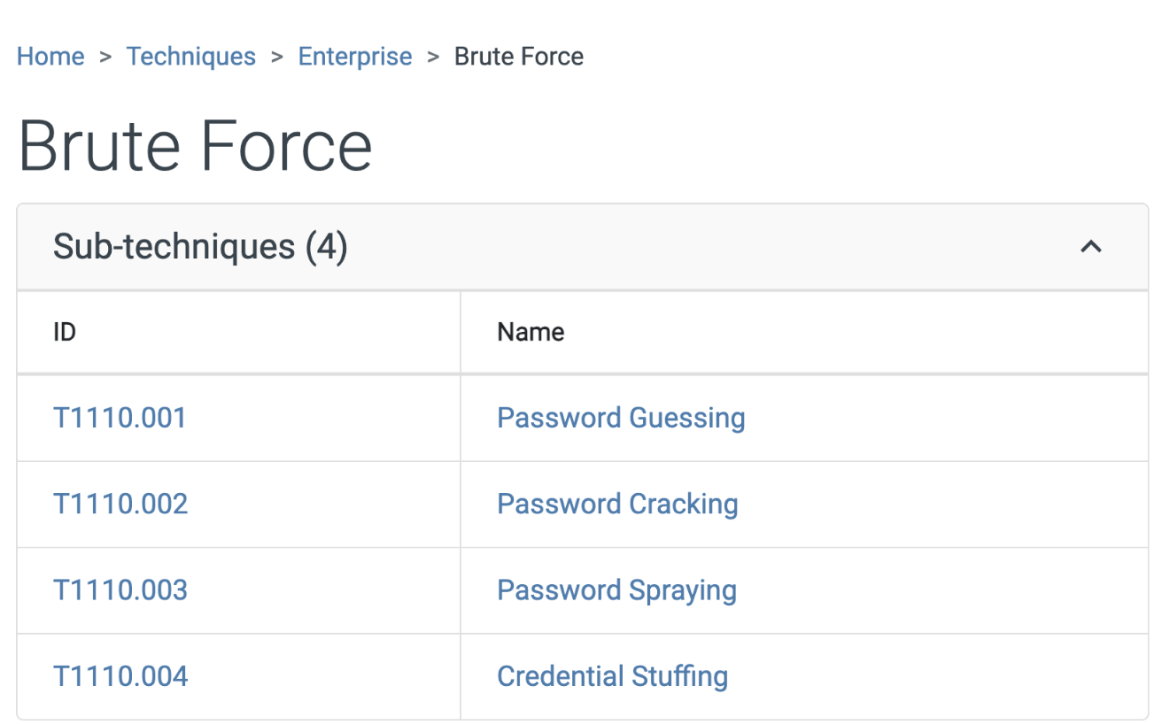 Home > Techniques > Enterprise > Brute Force
Brute Force
Sub-techniques (4)
ID Name
T1110.001 Password Guessing
T1110.002 Password Cracking
T1110.003 Password Spraying
T1110.004 Credential Stuffing